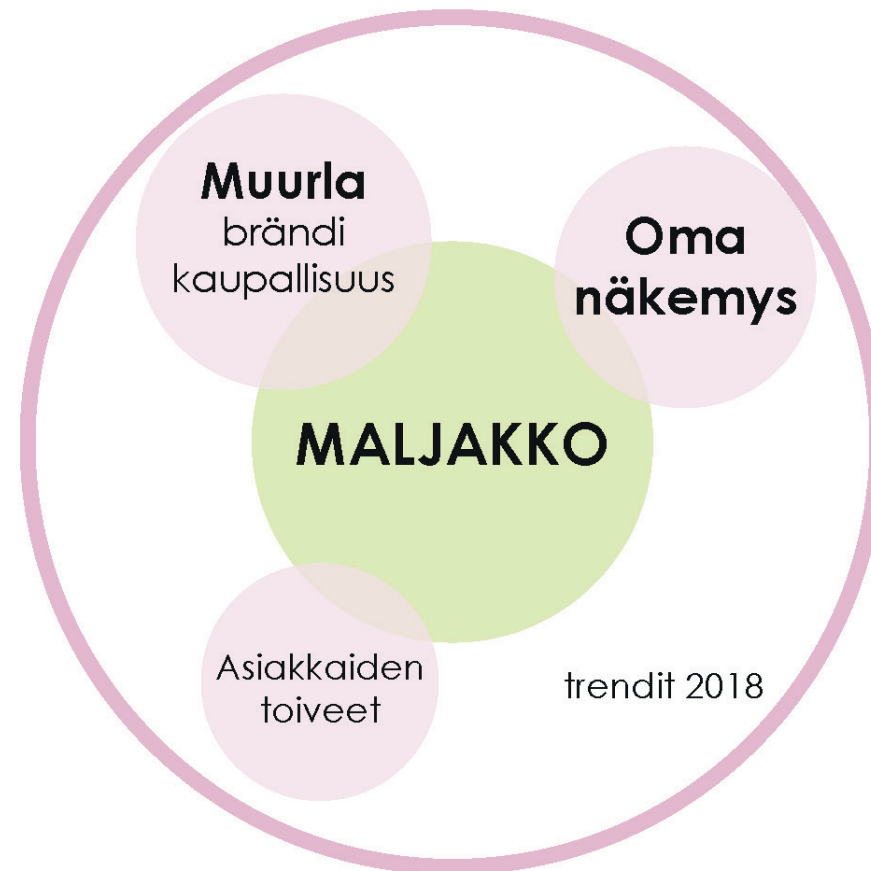 Muurla
brändi
kaupallisuus
Oma
näkemys
MALJAKKO
Asiakkaiden
toiveet
trendit 2018